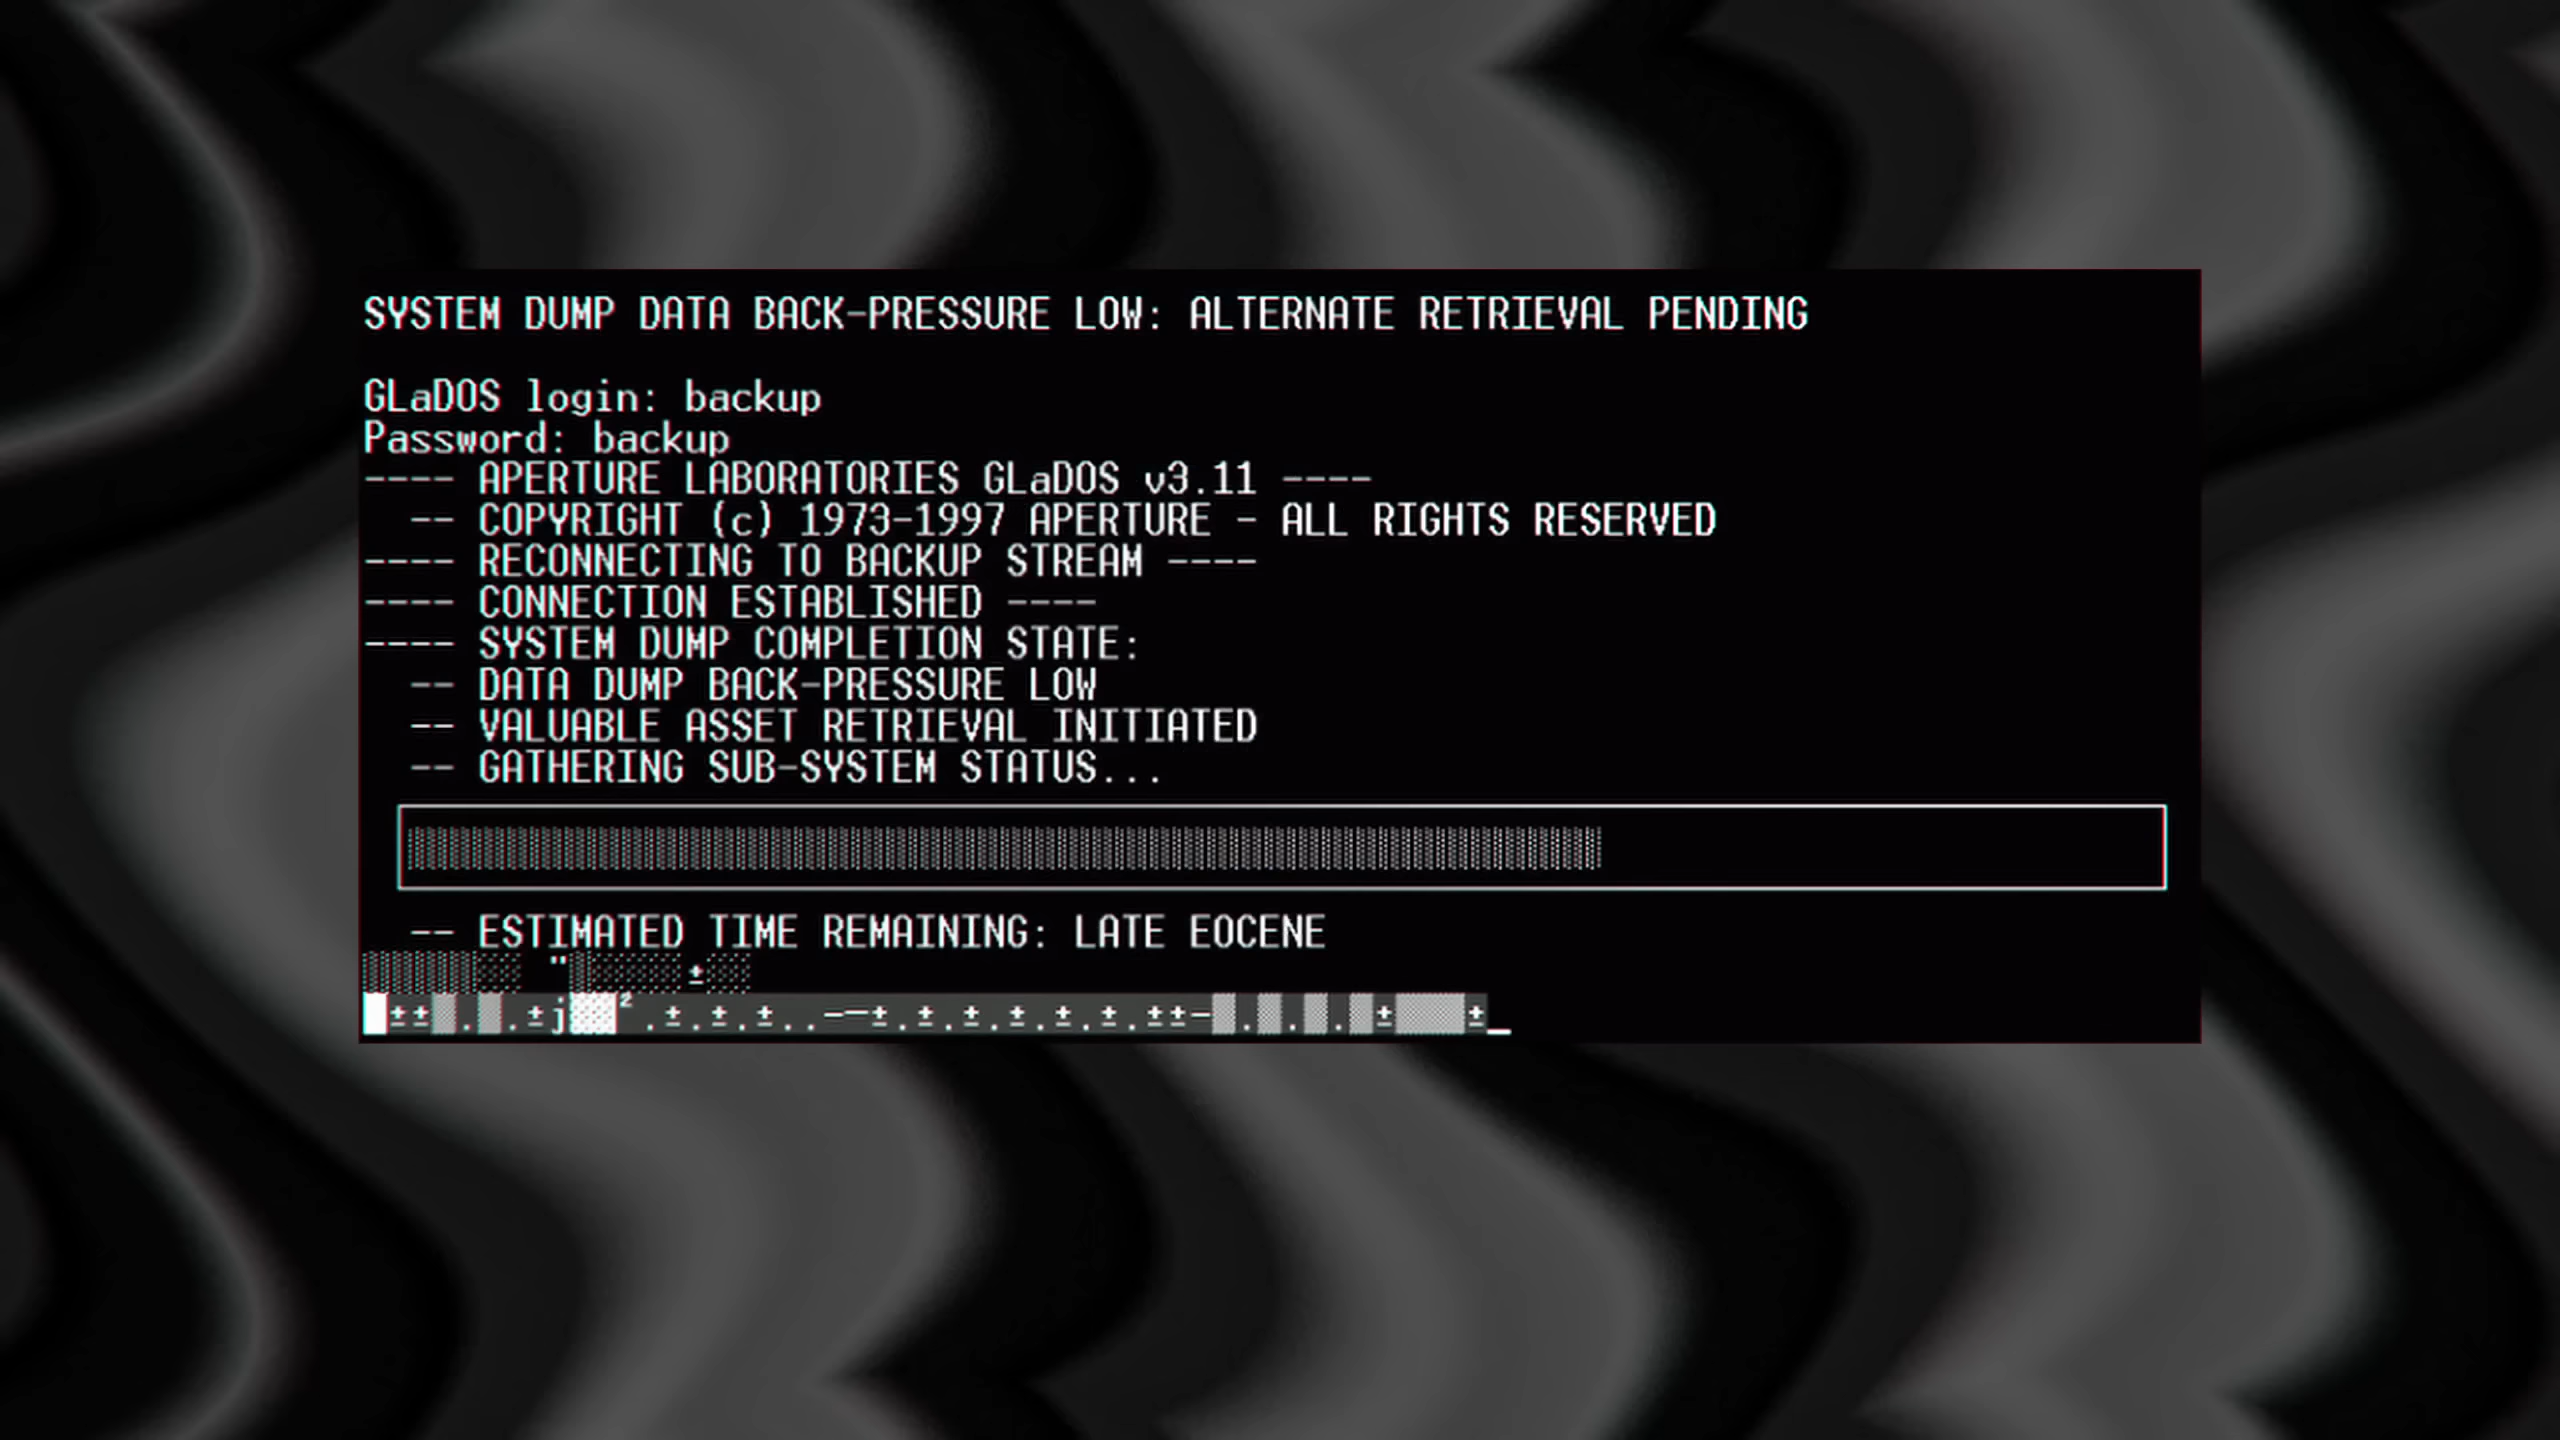 SYSTEM DUMP DATA BACK-PRESSURE LOW: ALTERNATE RETRIEVAL PENDING
GLaDOS login: backup
Password: backup
---- APERTURE LABORATORIES GLaDOS v3.11 ----
-- COPYRIGHT (c) 1973-1997 APERTURE - ALL RIGHTS RESERVED
---- RECONNECTING TO BACKUP STREAM ----
---- CONNECTION ESTABLISHED ----
---- SYSTEM DUMP COMPLETION STATE:
-- DATA DUMP BACK-PRESSURE LOW
-- VALUABLE ASSET RETRIEVAL INITIATED
-- GATHERING SUB-SYSTEM STATUS...
-- ESTIMATED TIME REMAINING: LATE EOCENE